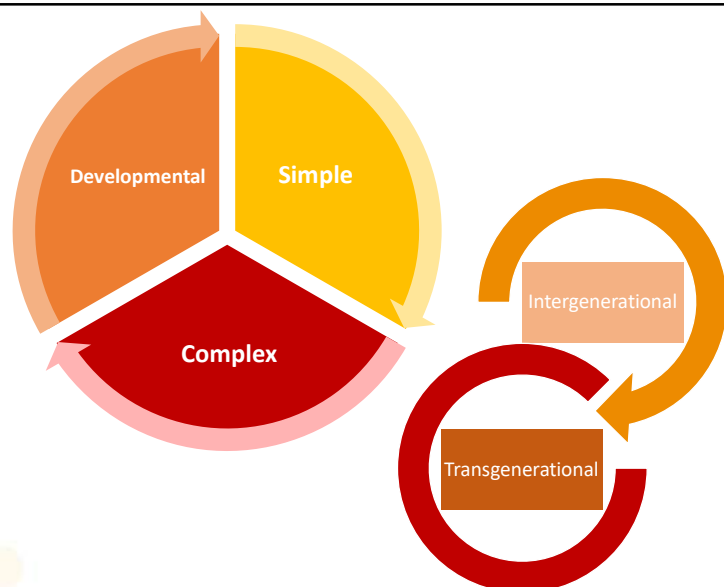 Developmental
Simple
Complex
Intergenerational
Transgenerational